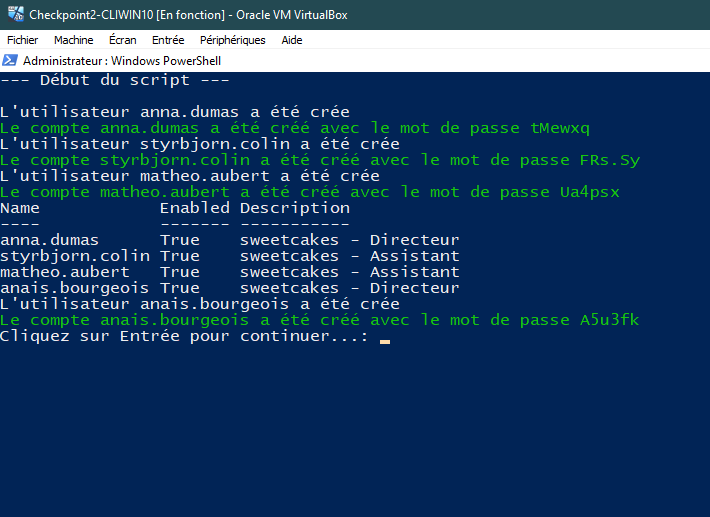 Checkpoint2-CLIWIN10 [En fonction] - Oracle VM VirtualBox
Fichier Machine Écran Entrée Périphériques Aide
Administrateur : Windows PowerShell
--- Début du script ---
L'utilisateur anna.dumas a été crée
Le compte anna.dumas a été créé avec le mot de passe tMewxq
L'utilisateur styrbjorn.colin a été crée
Le compte styrbjorn.colin a été créé avec le mot de passe FRs.Sy
L'utilisateur matheo.aubert a été crée
Le compte matheo.aubert a été créé avec le mot de passe Ua4psx
Name Enabled Description
---- ------- -----------
anna.dumas True sweetcakes - Directeur
styrbjorn.colin True sweetcakes - Assistant
matheo.aubert True sweetcakes - Assistant
anais.bourgeois True sweetcakes - Directeur
L'utilisateur anais.bourgeois a été crée
Le compte anais.bourgeois a été créé avec le mot de passe A5u3fk
Cliquez sur Entrée pour continuer...: